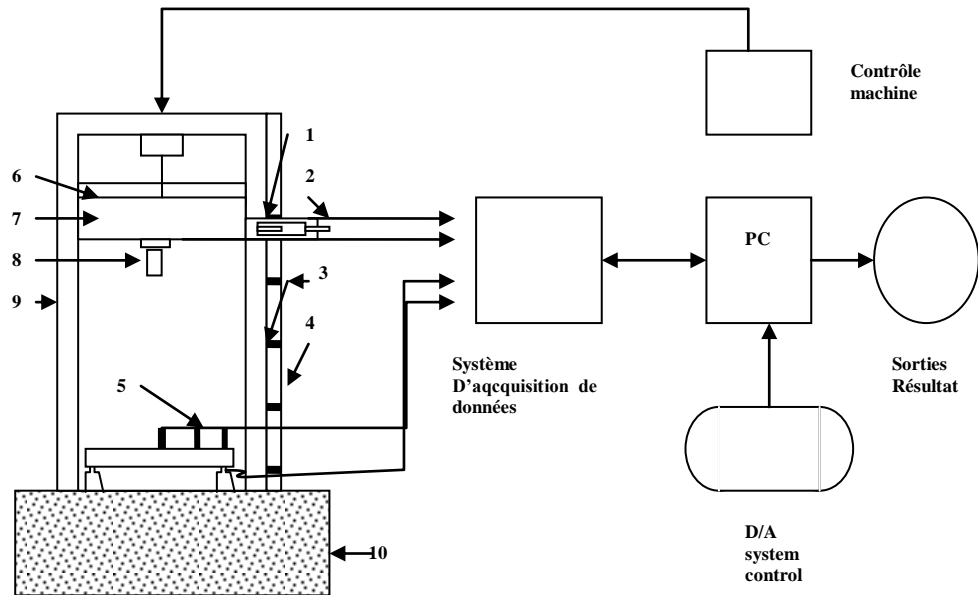 Contrôle
machine
1
2
6
7
8
9
3
4
5
10
PC
Système
D'aqcquisition de
données
Sorties
Résultat
D/A
system
control